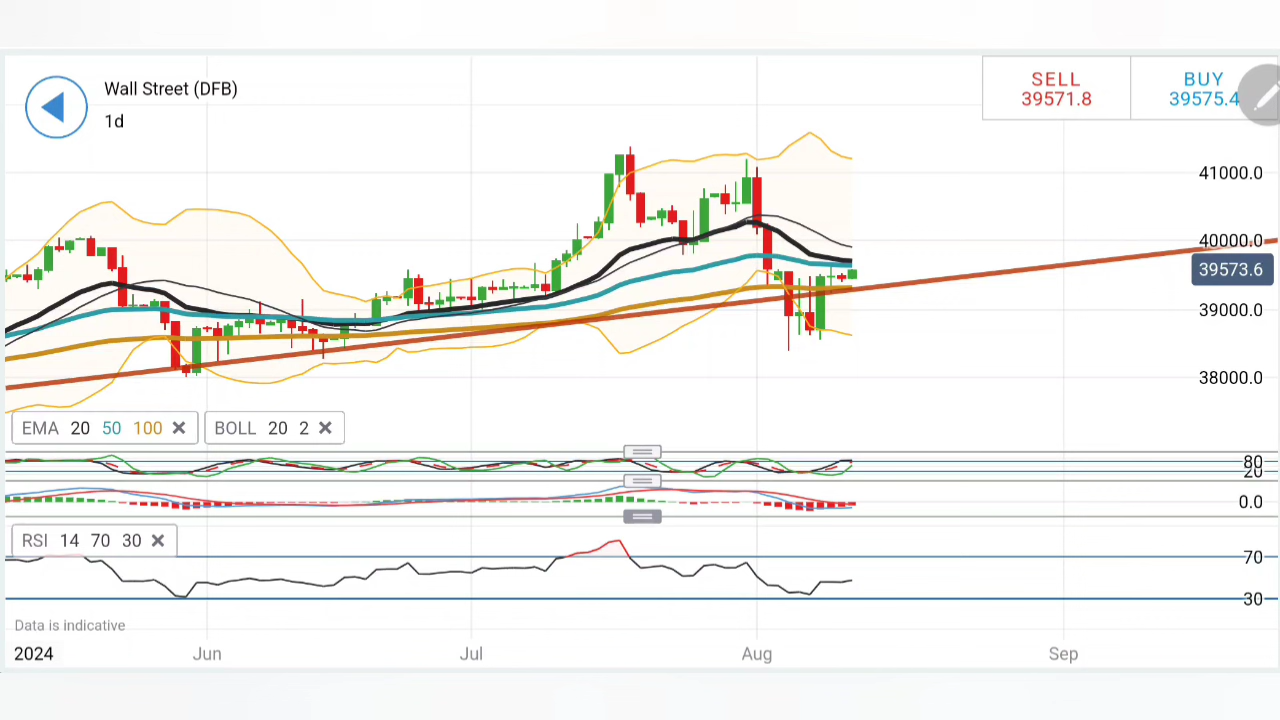 Wall Street (DFB)
1d
SELL
39571.8
BUY
39575.4
41000.0
40000.0
39573.6
39000.0
38000.0
EMA 20 50 100 ×
BOLL 20 2 ×
80
20
0.0
RSI 14 70 30 ×
70
30
Data is indicative
2024 Jun Jul Aug Sep